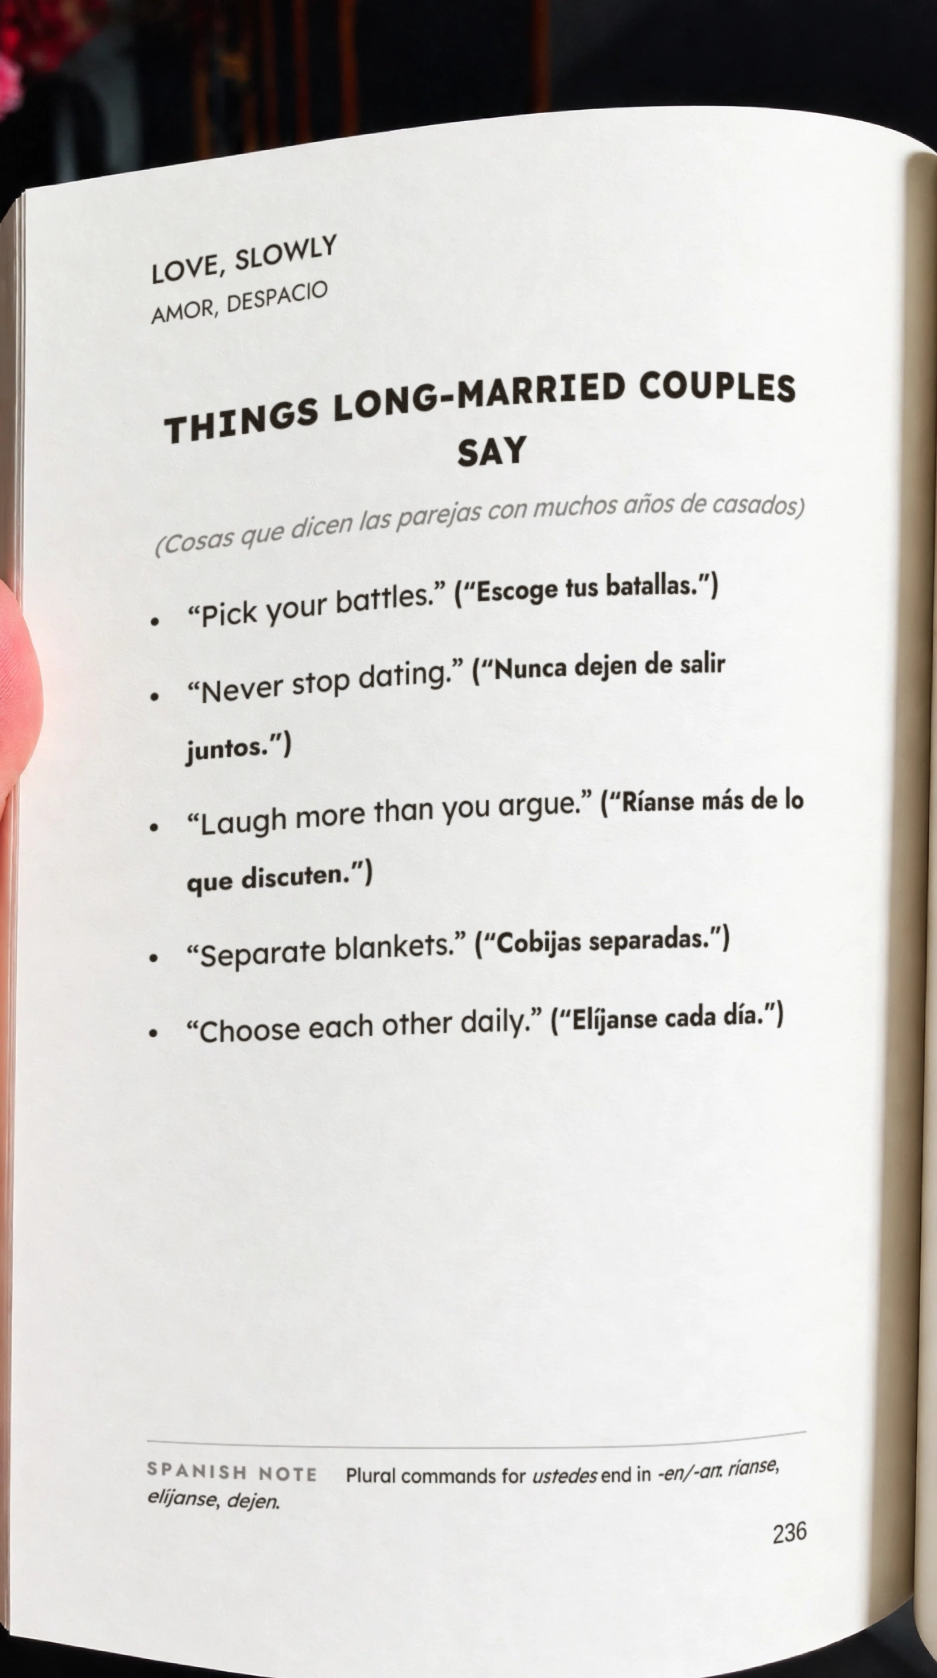 LOVE, SLOWLY
AMOR, DESPACIO
THINGS LONG-MARRIED COUPLES
SAY
(Cosas que dicen las parejas con muchos años de casados)
• “Pick your battles.” (“Escoge tus batallas.”)
• “Never stop dating.” (“Nunca dejen de salir
juntos.”)
• “Laugh more than you argue.” (“Ríanse más de lo
que discuten.”)
• “Separate blankets.” (“Cobijas separadas.”)
• “Choose each other daily.” (“Elíjanse cada día.”)
SPANISH NOTE Plural commands for ustedes end in -en/-an: ríanse,
elijanse, dejen.
236